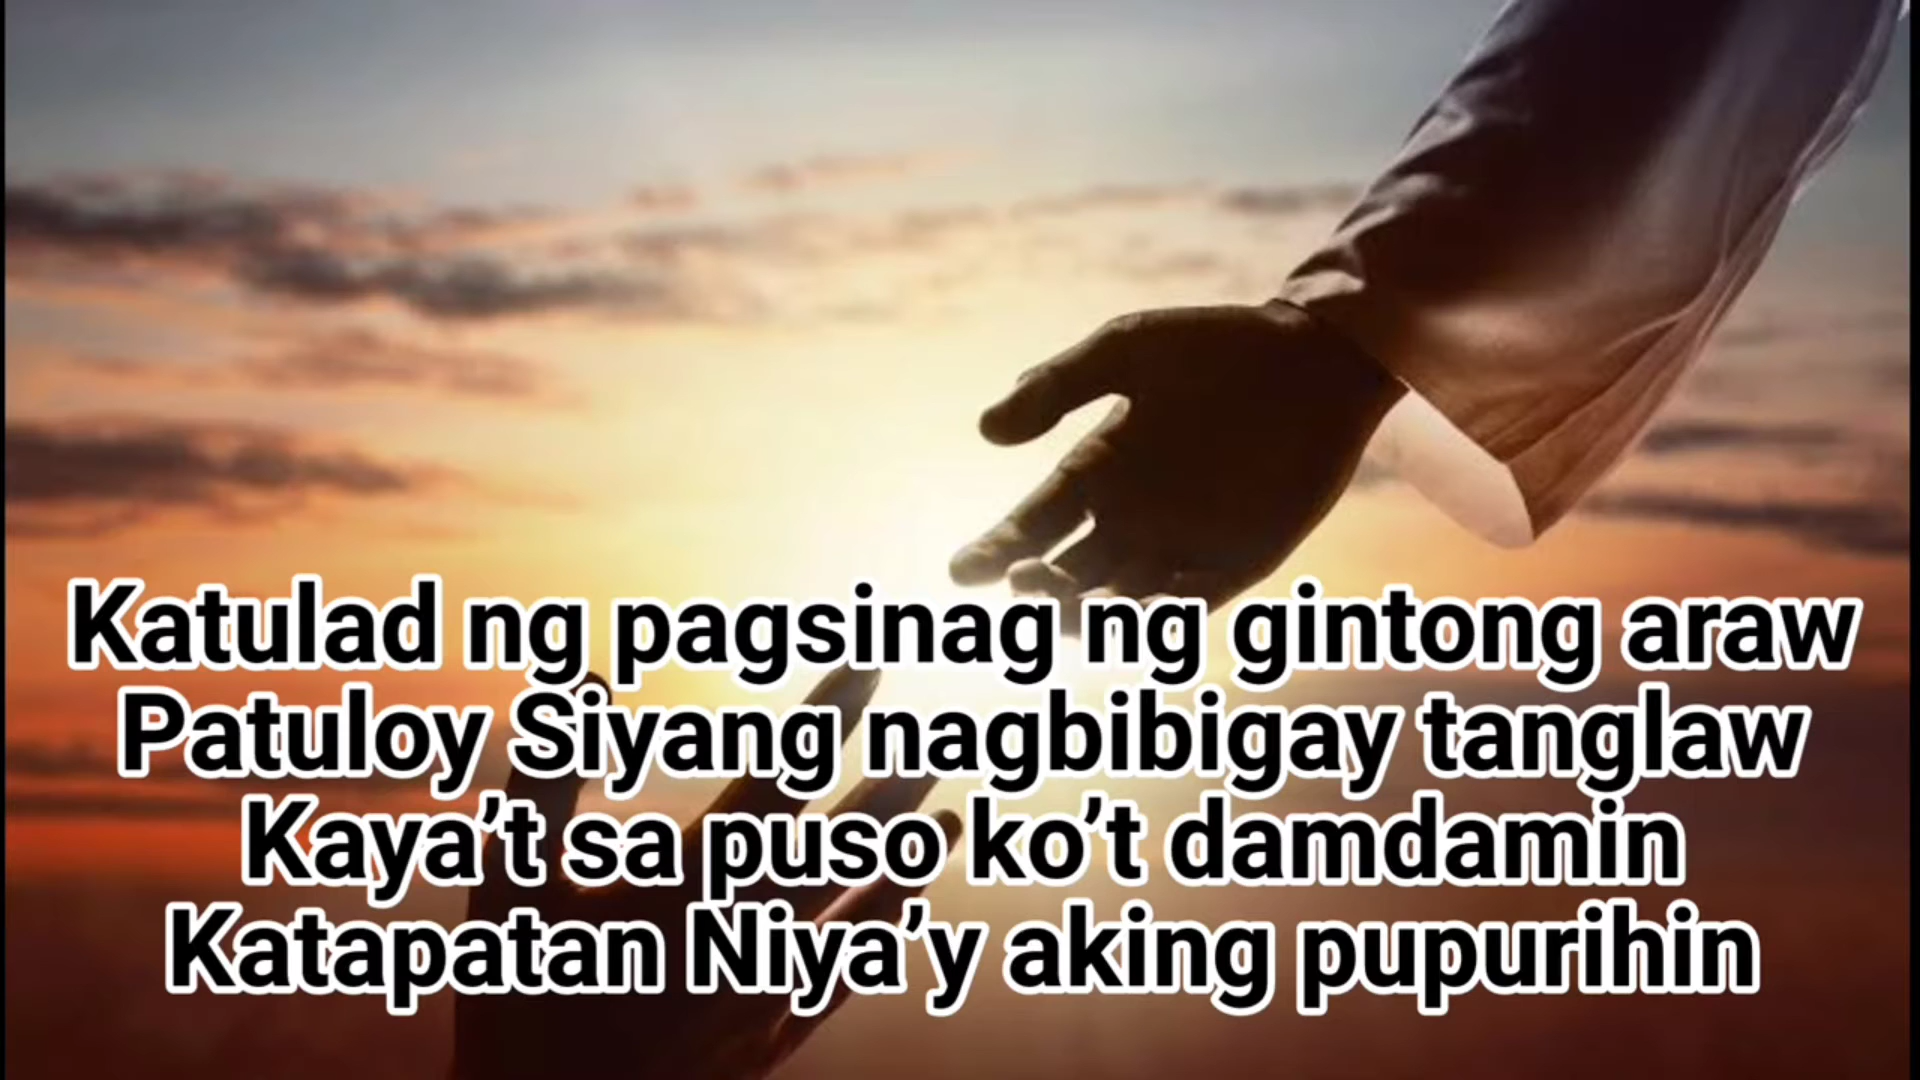 Katulad ng pagsinag ng gintong araw
Patuloy Siyang nagbibigay tanglaw
Kaya’t sa puso ko’t damdamin
Katapatan Niya’y aking pupurihin